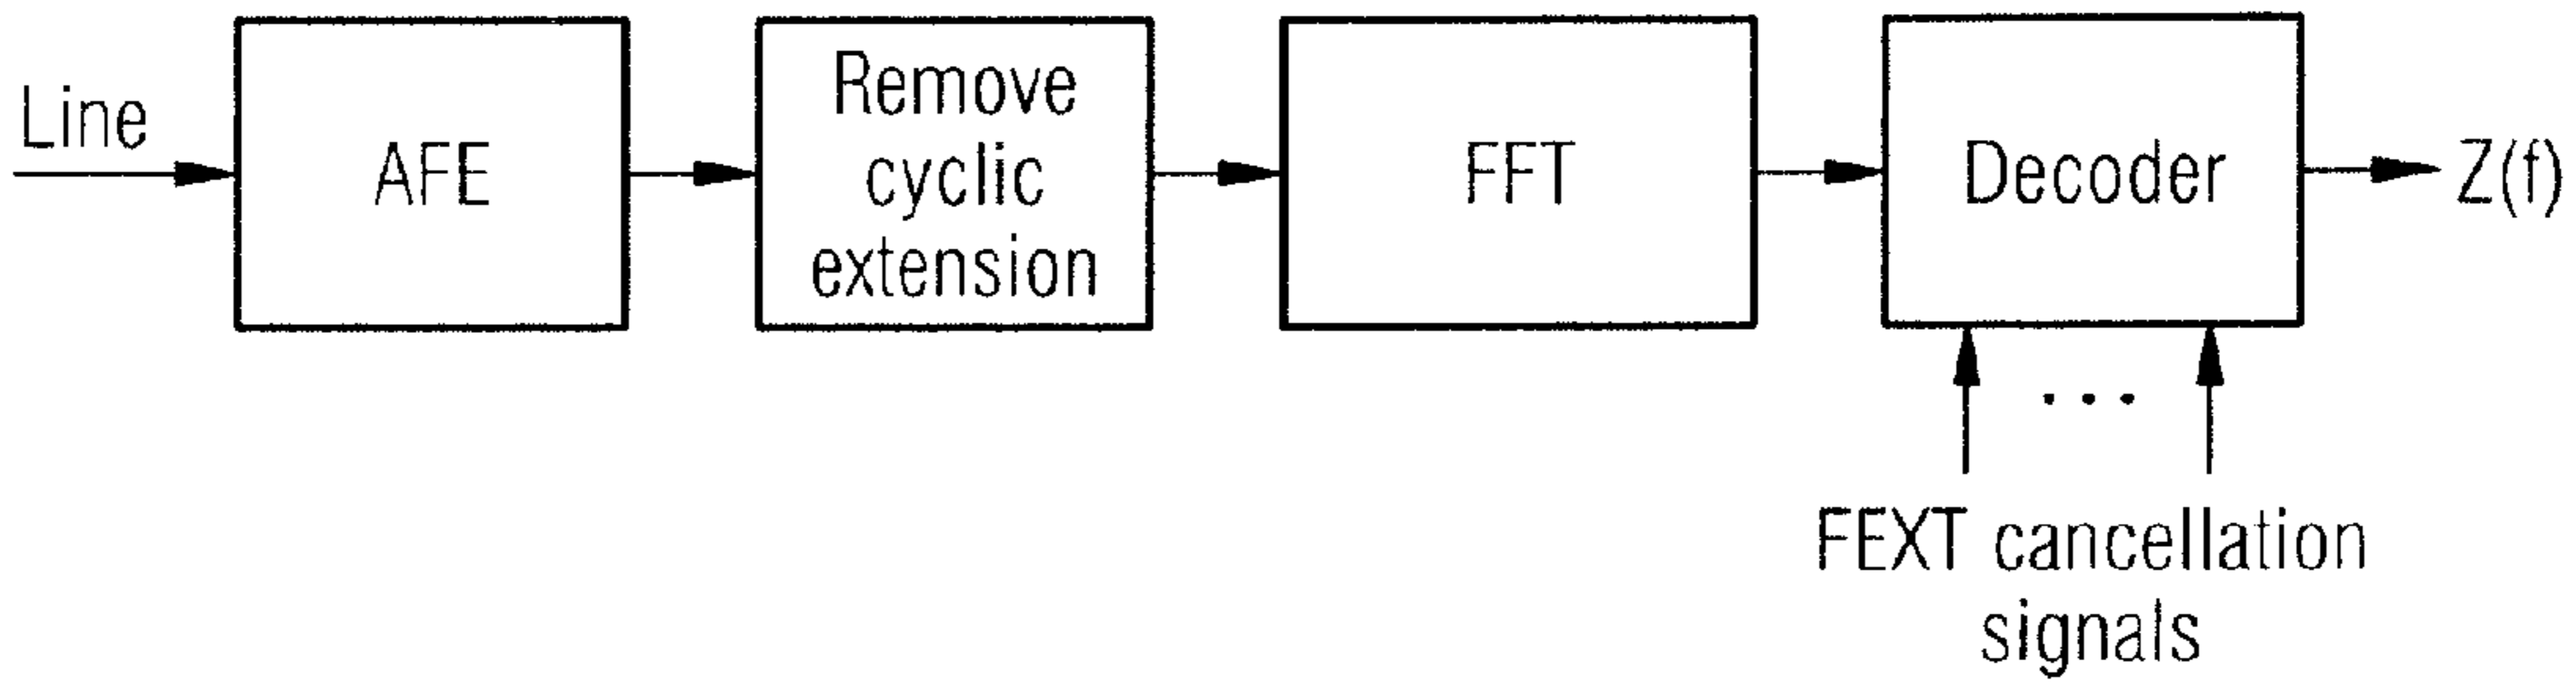 Line
AFE
Remove
cyclic
extension
FFT
Decoder
Z(f)
...
FEXT cancellation
signals